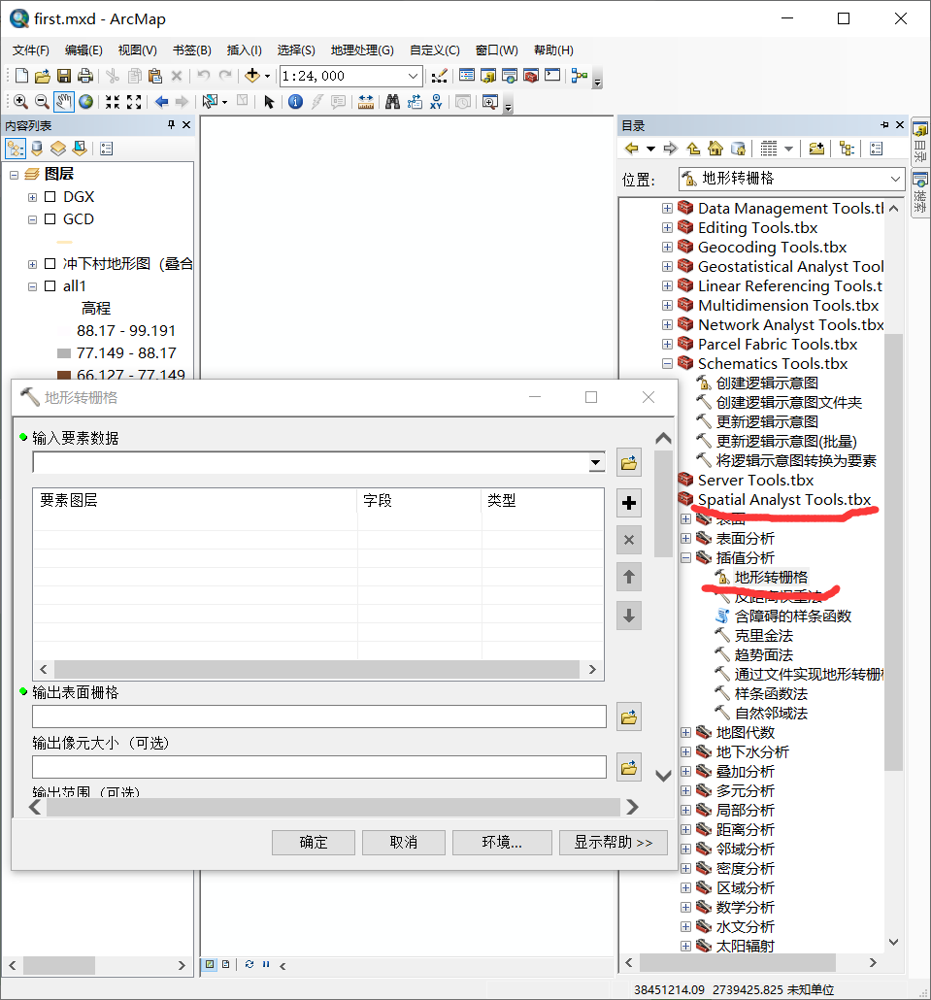 first.mxd - ArcMap
文件(F) 编辑(E) 视图(V) 书签(B) 插入(I) 选择(S) 地理处理(G) 自定义(C) 窗口(W) 帮助(H)
1:24,000
内容列表
图层
DGX
GCD
冲下村地形图（叠合
all1
高程
88.17 - 99.191
77.149 - 88.17
66.127 - 77.149
目录
位置:
地形转栅格
Data Management Tools.tl
Editing Tools.tbx
Geocoding Tools.tbx
Geostatistical Analyst Tool
Linear Referencing Tools.t
Multidimension Tools.tbx
Network Analyst Tools.tbx
Parcel Fabric Tools.tbx
Schematics Tools.tbx
创建逻辑示意图
创建逻辑示意图文件夹
更新逻辑示意图
更新逻辑示意图(批量)
将逻辑示意图转换为要素
Server Tools.tbx
Spatial Analyst Tools.tbx
表面
表面分析
插值分析
地形转栅格
反距离权重法
含障碍的样条函数
克里金法
趋势面法
通过文件实现地形转栅格
样条函数法
自然邻域法
地图代数
地下水分析
叠加分析
多元分析
局部分析
距离分析
邻域分析
密度分析
区域分析
数学分析
水文分析
太阳辐射
目录
搜索
地形转栅格
输入要素数据
要素图层 字段 类型
输出表面栅格
输出像元大小（可选）
输出范围（可选）
确定 取消 环境... 显示帮助 >>
38451214.09 2739425.825 未知单位